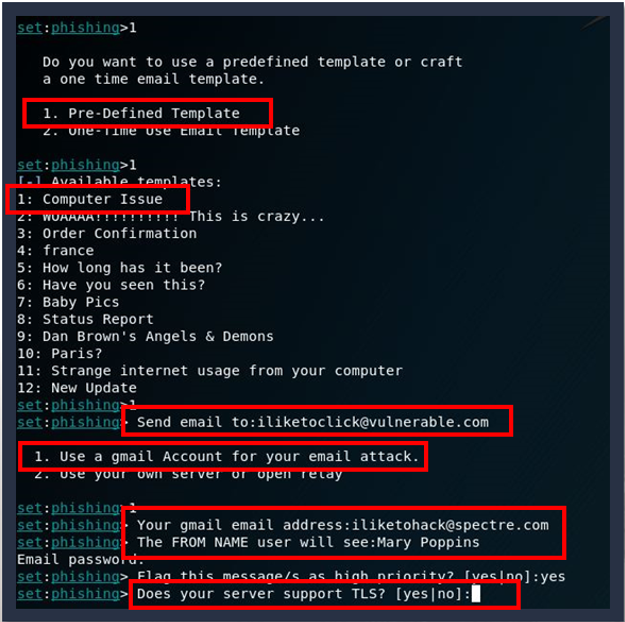 set:phishing>1
Do you want to use a predefined template or craft
a one time email template.
1. Pre-Defined Template
2. One-Time Use Email Template
set:phishing>1
[-] Available templates:
1: Computer Issue
2: WOAAAA!!!!!!!!!! This is crazy...
3: Order Confirmation
4: france
5: How long has it been?
6: Have you seen this?
7: Baby Pics
8: Status Report
9: Dan Brown's Angels & Demons
10: Paris?
11: Strange internet usage from your computer
12: New Update
set:phishing>1
set:phishing> Send email to:iliketoclick@vulnerable.com
1. Use a gmail Account for your email attack.
2. Use your own server or open relay
set:phishing>1
set:phishing> Your gmail email address:iliketohack@spectre.com
set:phishing> The FROM NAME user will see:Mary Poppins
Email password:
set:phishing> Flag this message/s as high priority? [yes|no]:yes
set:phishing> Does your server support TLS? [yes|no]: